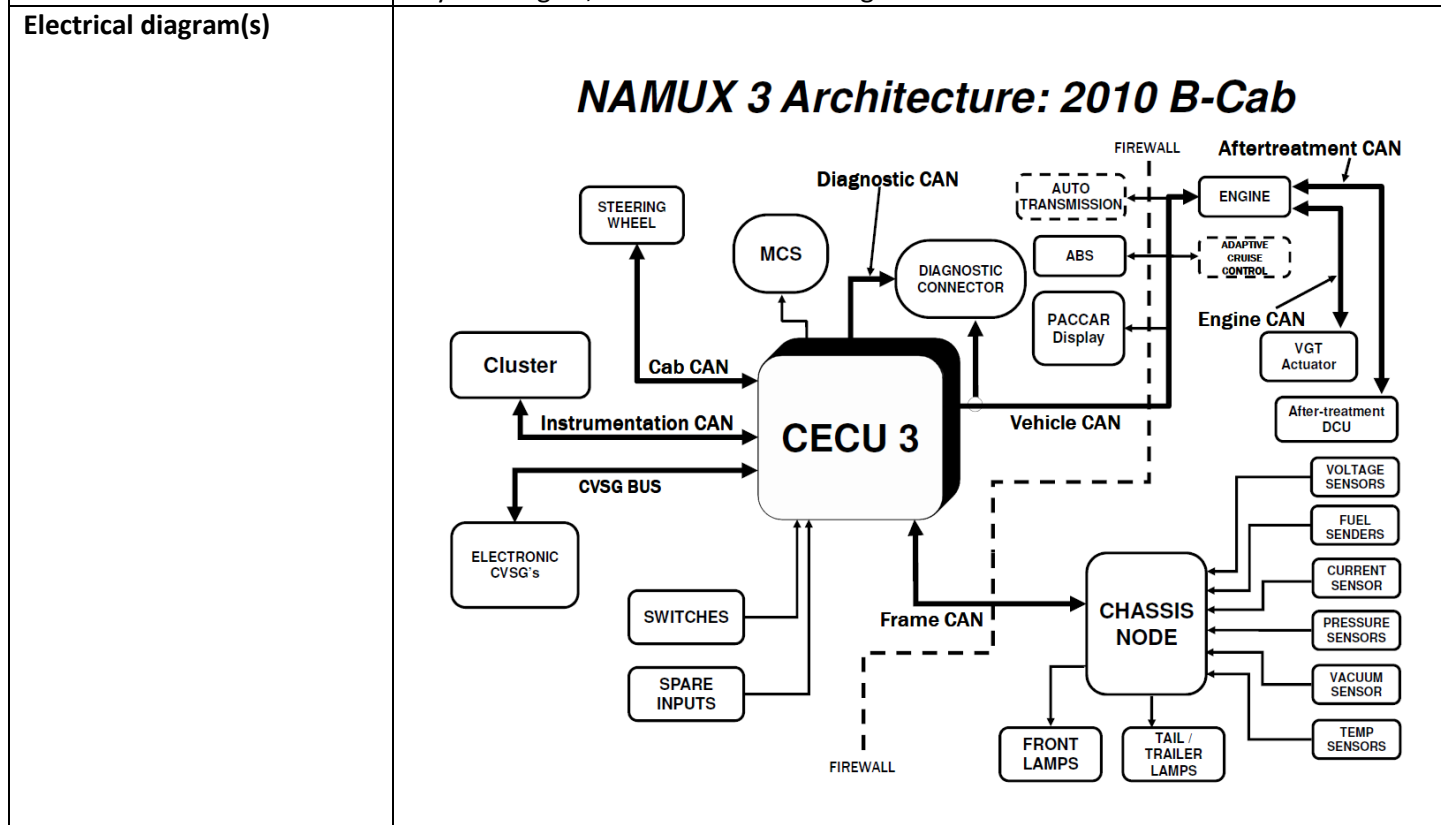 Electrical diagram(s)
NAMUX 3 Architecture: 2010 B-Cab
FIREWALL
Aftertreatment CAN
Diagnostic CAN
AUTO
TRANSMISSION
ENGINE
STEERING
WHEEL
MCS
DIAGNOSTIC
CONNECTOR
ABS
ADAPTIVE
CRUISE
CONTROL
PACCAR
Display
Engine CAN
VGT
Actuator
Cluster
Cab CAN
Instrumentation CAN
CECU 3
Vehicle CAN
After-treatment
DCU
CVSG BUS
VOLTAGE
SENSORS
FUEL
SENDERS
ELECTRONIC
CVSG's
CURRENT
SENSOR
SWITCHES
Frame CAN
CHASSIS
NODE
PRESSURE
SENSORS
SPARE
INPUTS
VACUUM
SENSOR
FRONT
LAMPS
TAIL /
TRAILER
LAMPS
TEMP
SENSORS
FIREWALL